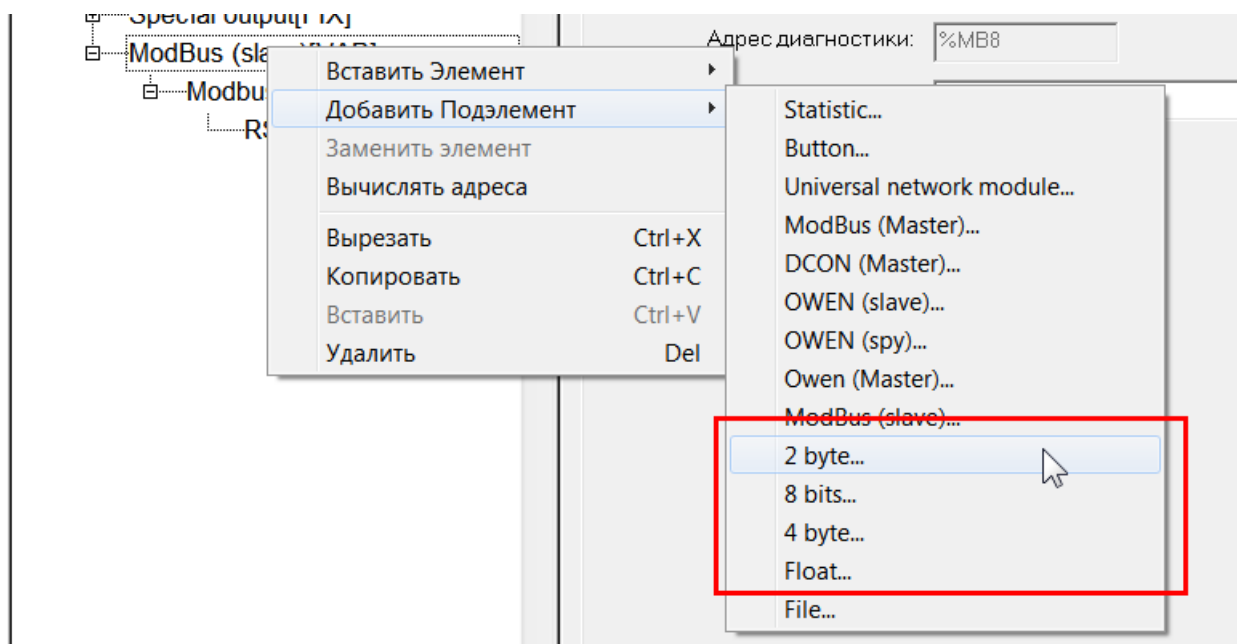 Special output[FIX]
ModBus (sla
Modbu
RS
Адрес диагностики: %MB8
Вставить Элемент
Добавить Подэлемент
Заменить элемент
Вычислять адреса
Вырезать Ctrl+X
Копировать Ctrl+C
Вставить Ctrl+V
Удалить Del
Statistic...
Button...
Universal network module...
ModBus (Master)...
DCON (Master)...
OWEN (slave)...
OWEN (spy)...
Owen (Master)...
ModBus (slave)...
2 byte...
8 bits...
4 byte...
Float...
File...